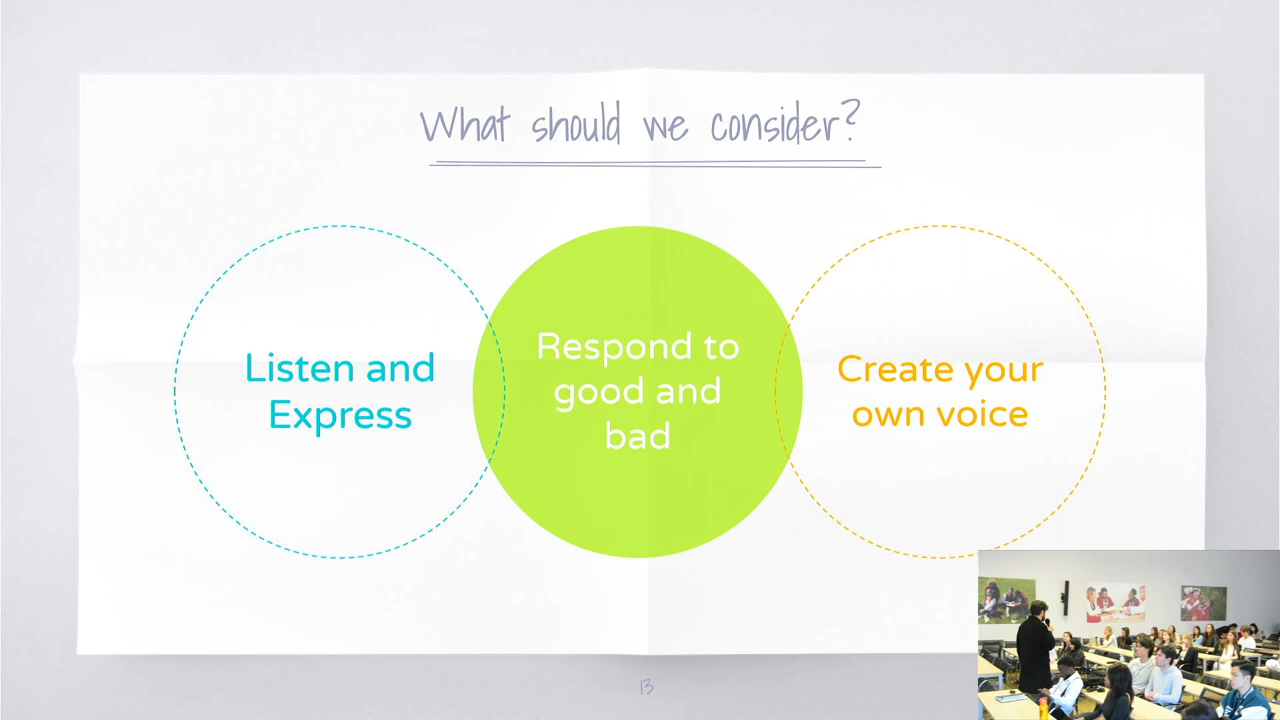 What should we consider?
Listen and
Express
Respond to
good and
bad
Create your
own voice
13